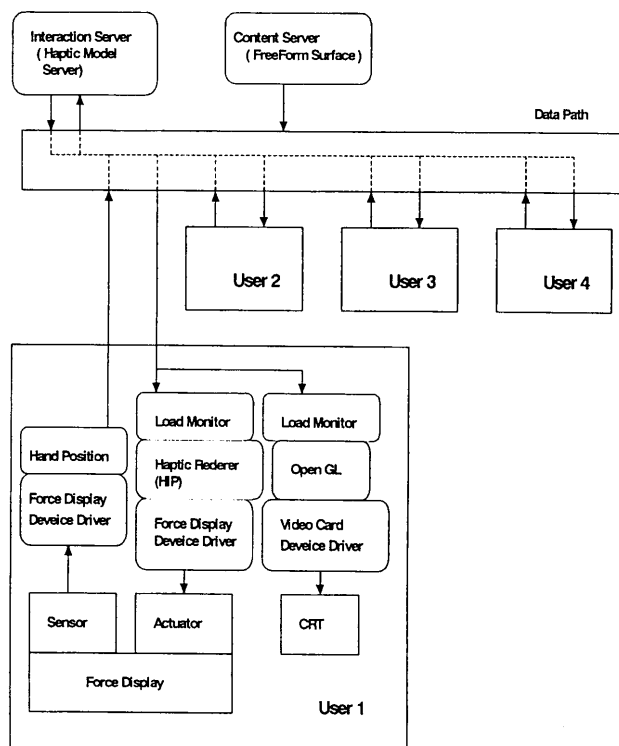 Interaction Server
( Haptic Model
Server)
Content Server
( FreeForm Surface )
Data Path
User 2
User 3
User 4
Load Monitor
Load Monitor
Hand Position
Haptic Rederer
(HIP)
Open GL
Force Display
Deveice Driver
Force Display
Deveice Driver
Video Card
Deveice Driver
Sensor
Actuator
CRT
Force Display
User 1